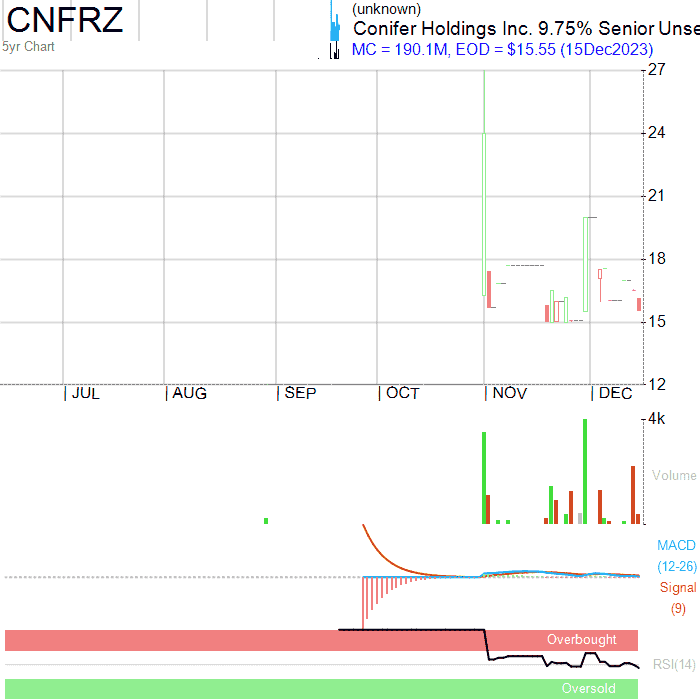 CNFRZ
(unknown)
Conifer Holdings Inc. 9.75% Senior Unse
5yr Chart
MC = 190.1M, EOD = $15.55 (15Dec2023)
27
24
21
18
15
12
JUL AUG SEP OCT NOV DEC
4k
Volume
MACD
(12-26)
Signal
(9)
Overbought
RSI(14)
Oversold